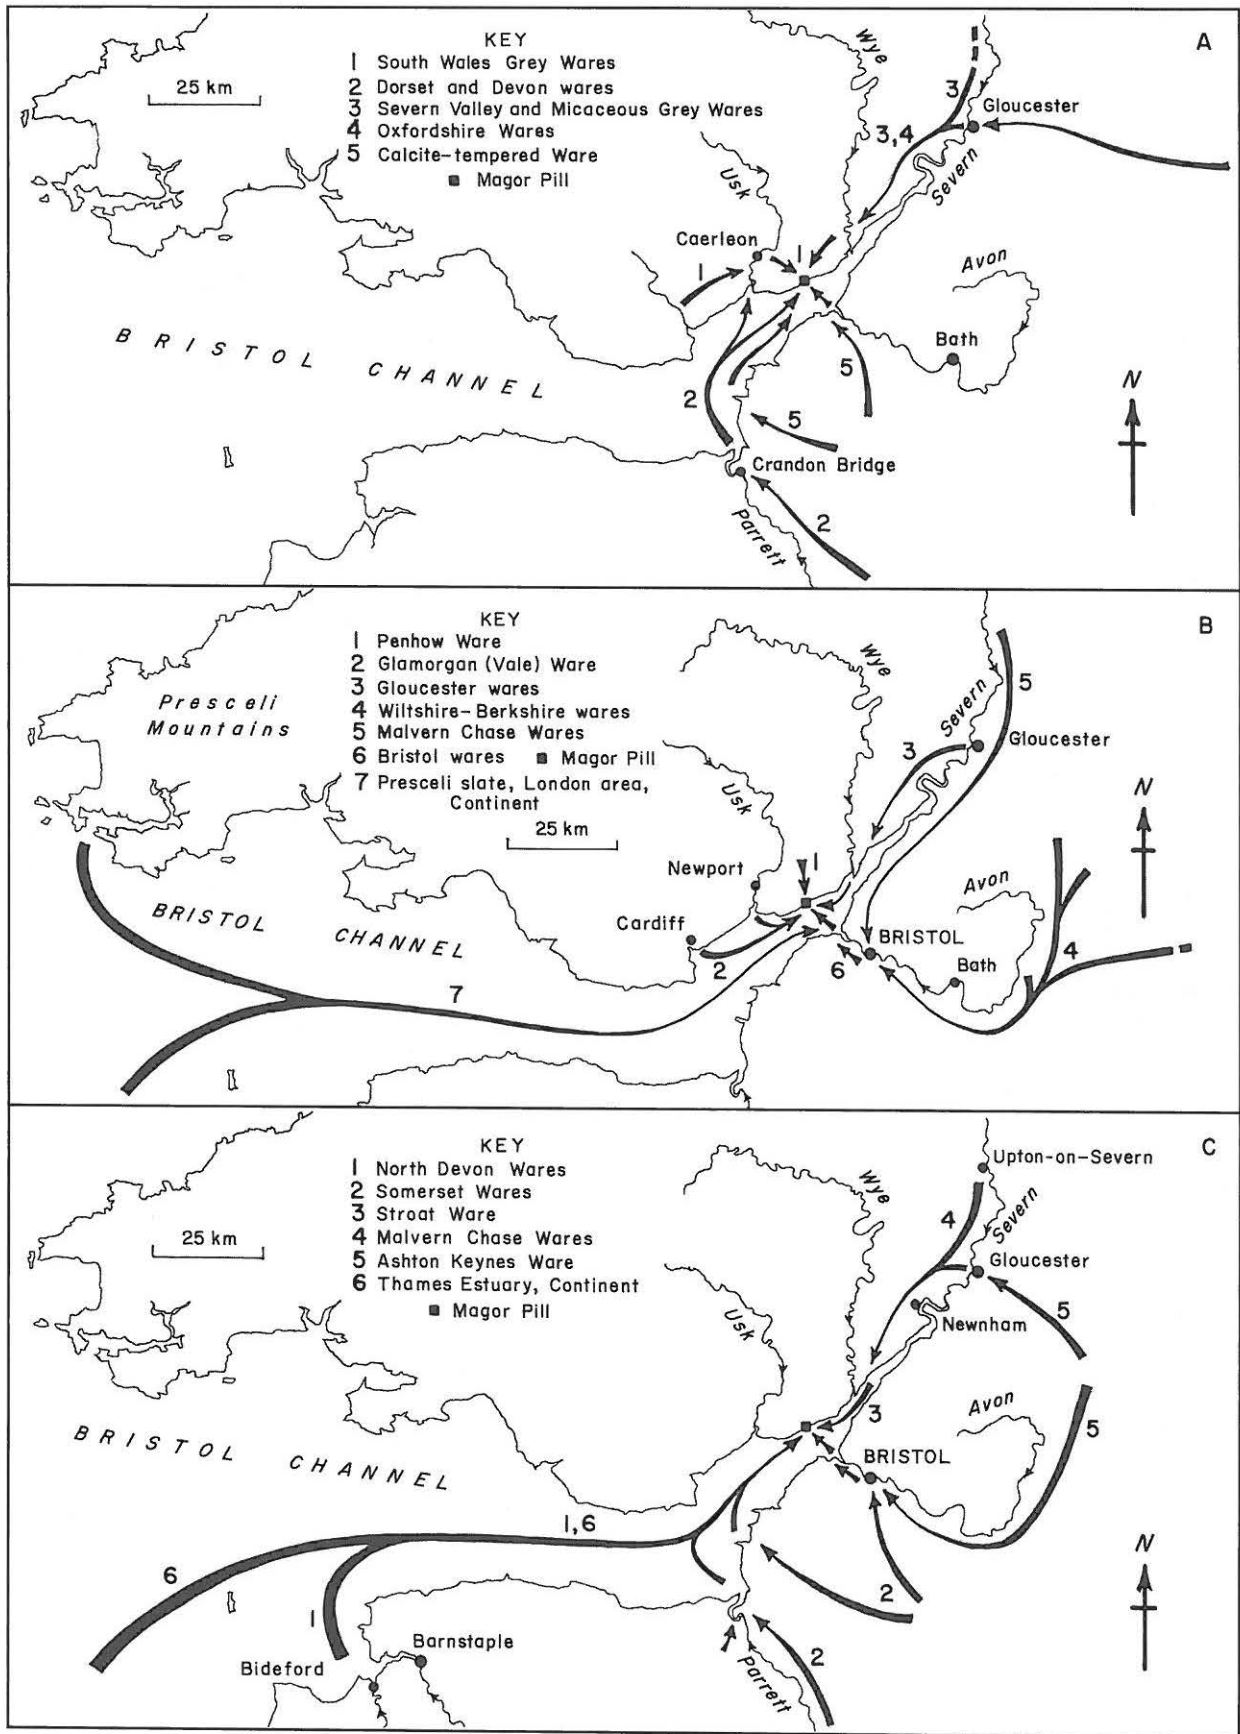 A
KEY
1 South Wales Grey Wares
2 Dorset and Devon wares
3 Severn Valley and Micaceous Grey Wares
4 Oxfordshire Wares
5 Calcite-tempered Ware
Magor Pill
25 km
Wye
3
Gloucester
3,4
Severn
Usk
Caerleon
1
1
Avon
Bath
BRISTOL CHANNEL
5
2
5
N
Crandon Bridge
2
Parrett
B
KEY
1 Penhow Ware
2 Glamorgan (Vale) Ware
3 Gloucester wares
4 Wiltshire-Berkshire wares
5 Malvern Chase Wares
6 Bristol wares Magor Pill
7 Presceli slate, London area,
Continent
25 km
Presceli
Mountains
Wye
5
Severn
3
Gloucester
Usk
N
Newport
1
Avon
BRISTOL CHANNEL
Cardiff
BRISTOL
4
2
6
Bath
7
C
KEY
1 North Devon Wares
2 Somerset Wares
3 Stroat Ware
4 Malvern Chase Wares
5 Ashton Keynes Ware
6 Thames Estuary, Continent
Magor Pill
25 km
Upton-on-Severn
Wye
4
Severn
Gloucester
5
Newnham
Usk
3
Avon
5
BRISTOL CHANNEL
BRISTOL
1,6
N
6
1
2
Barnstaple
Bideford
2
Parrett